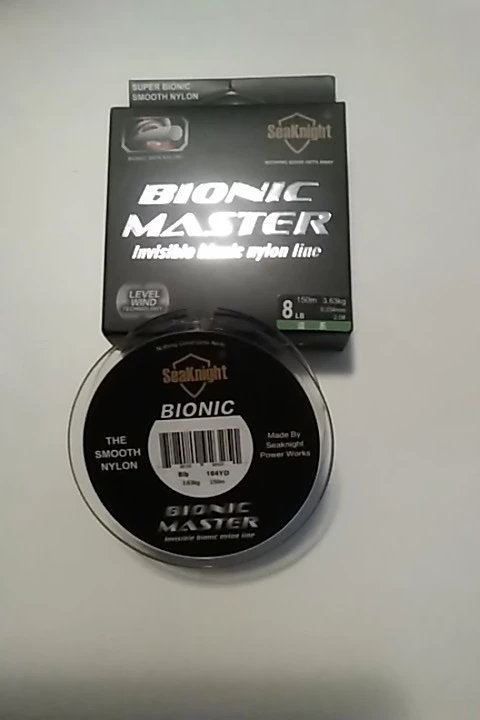 SUPER BIONIC
SMOOTH NYLON
SeaKnight
BIONIC
MASTER
Invisible bionic nylon line
LEVEL
WIND
TECHNOLOGY
150m 3.63kg
8
LB
SeaKnight
BIONIC
THE
SMOOTH
NYLON
Made By
Seaknight
Power Works
8lb 164YD
3.63kg 150m
BIONIC
MASTER
Invisible bionic nylon line